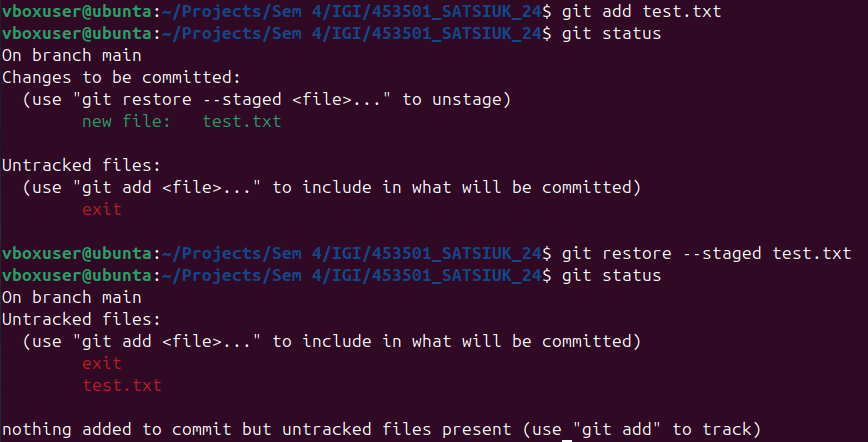 vboxuser@ubunta:~/Projects/Sem 4/IGI/453501_SATSIUK_24$ git add test.txt
vboxuser@ubunta:~/Projects/Sem 4/IGI/453501_SATSIUK_24$ git status
On branch main
Changes to be committed:
  (use "git restore --staged <file>..." to unstage)
        new file:   test.txt

Untracked files:
  (use "git add <file>..." to include in what will be committed)
        exit

vboxuser@ubunta:~/Projects/Sem 4/IGI/453501_SATSIUK_24$ git restore --staged test.txt
vboxuser@ubunta:~/Projects/Sem 4/IGI/453501_SATSIUK_24$ git status
On branch main
Untracked files:
  (use "git add <file>..." to include in what will be committed)
        exit
        test.txt

nothing added to commit but untracked files present (use "git add" to track)